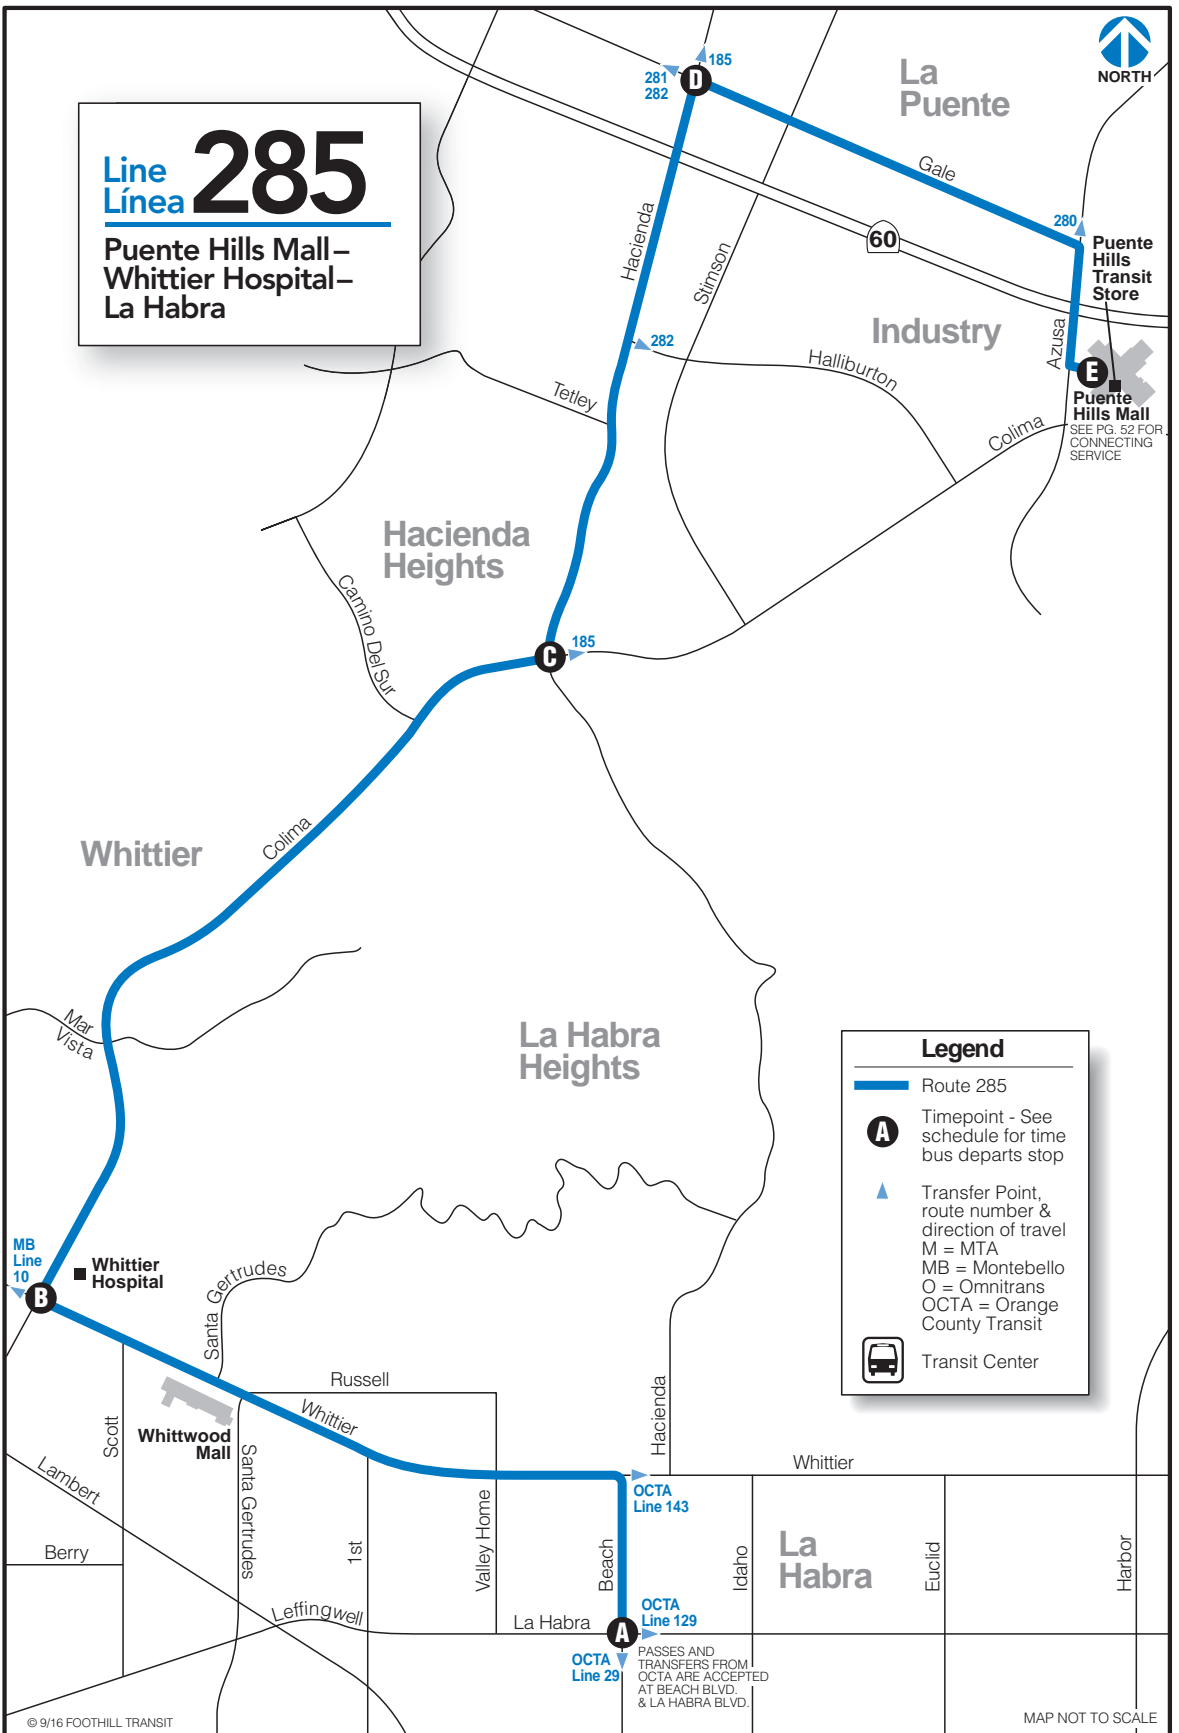 NORTH
185
281
282
D
La
Puente
Line
Línea
285
Puente Hills Mall –
Whittier Hospital –
La Habra
Gale
Hacienda
Stimson
60
280
Puente
Hills
Transit
Store
Industry
Azusa
282
Halliburton
E
Puente
Hills Mall
SEE PG. 52 FOR
CONNECTING
SERVICE
Tetley
Colima
Hacienda
Heights
Camino Del Sur
C
185
Whittier
Colima
Mar
Vista
La Habra
Heights
Legend
Route 285
A
Timepoint - See
schedule for time
bus departs stop
Transfer Point,
route number &
direction of travel
M = MTA
MB = Montebello
O = Omnitrans
OCTA = Orange
County Transit
Transit Center
MB
Line
10
B
Whittier
Hospital
Santa Gertrudes
Russell
Whittier
Whittwood
Mall
Scott
Lambert
Santa Gertrudes
Hacienda
Whittier
OCTA
Line 143
Berry
1st
Valley Home
Beach
Idaho
La
Habra
Euclid
Harbor
Leffingwell
La Habra
A
OCTA
Line 129
OCTA
Line 29
PASSES AND
TRANSFERS FROM
OCTA ARE ACCEPTED
AT BEACH BLVD.
& LA HABRA BLVD.
© 9/16 FOOTHILL TRANSIT
MAP NOT TO SCALE